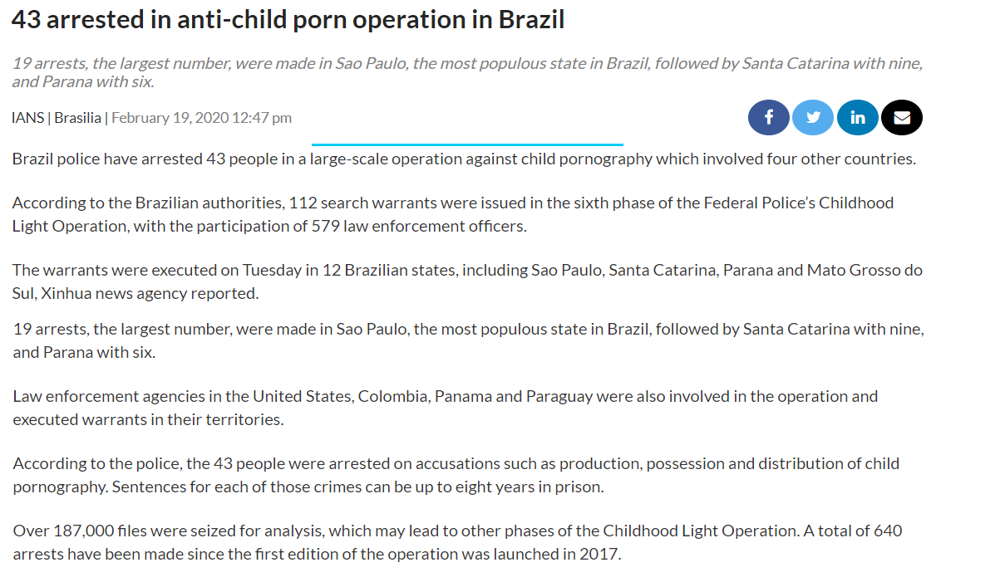 43 arrested in anti-child porn operation in Brazil
19 arrests, the largest number, were made in Sao Paulo, the most populous state in Brazil, followed by Santa Catarina with nine,
and Parana with six.
IANS | Brasilia | February 19, 2020 12:47 pm
Brazil police have arrested 43 people in a large-scale operation against child pornography which involved four other countries.
According to the Brazilian authorities, 112 search warrants were issued in the sixth phase of the Federal Police’s Childhood
Light Operation, with the participation of 579 law enforcement officers.
The warrants were executed on Tuesday in 12 Brazilian states, including Sao Paulo, Santa Catarina, Parana and Mato Grosso do
Sul, Xinhua news agency reported.
19 arrests, the largest number, were made in Sao Paulo, the most populous state in Brazil, followed by Santa Catarina with nine,
and Parana with six.
Law enforcement agencies in the United States, Colombia, Panama and Paraguay were also involved in the operation and
executed warrants in their territories.
According to the police, the 43 people were arrested on accusations such as production, possession and distribution of child
pornography. Sentences for each of those crimes can be up to eight years in prison.
Over 187,000 files were seized for analysis, which may lead to other phases of the Childhood Light Operation. A total of 640
arrests have been made since the first edition of the operation was launched in 2017.